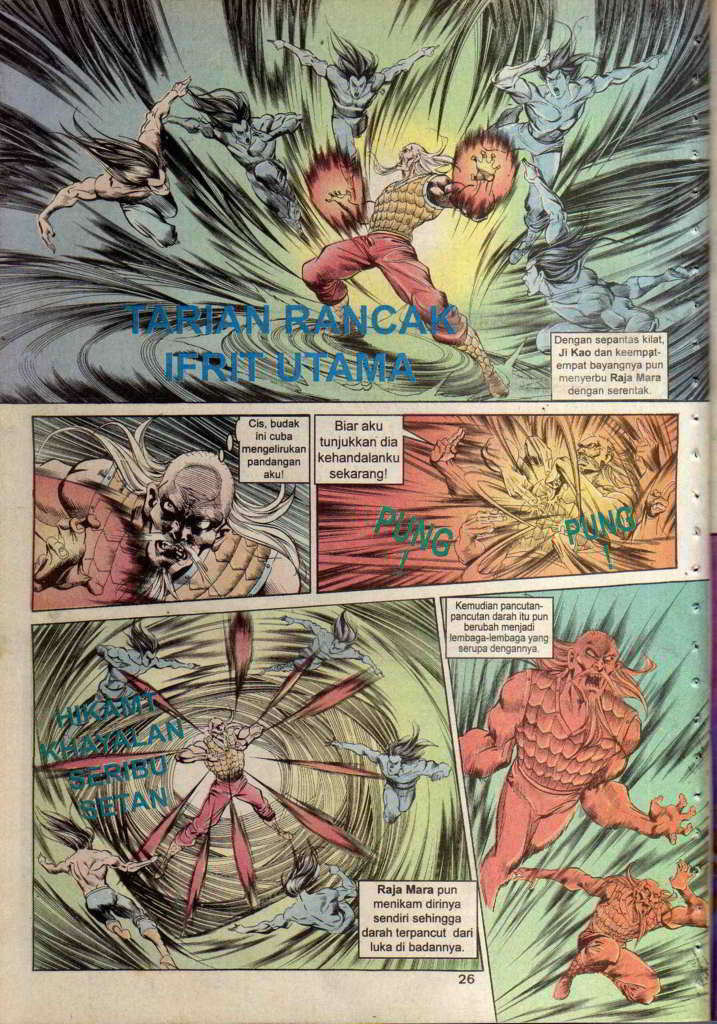 TARIAN RANCAK
IFRIT UTAMA
Dengan sepantas kilat,
Ji Kao dan keempat-
empat bayangnya pun
menyerbu Raja Mara
dengan serentak.
Cis, budak
ini cuba
mengelirukan
pandangan
aku!
Biar aku
tunjukkan dia
kehandalanku
sekarang!
PUNG
!
PUNG
!
HIKAMT
KHAYALAN
SERIBU
SETAN
Raja Mara pun
menikam dirinya
sendiri sehingga
darah terpancut dari
luka di badannya.
Kemudian pancutan-
pancutan darah itu pun
berubah menjadi
lembaga-lembaga yang
serupa dengannya.
26